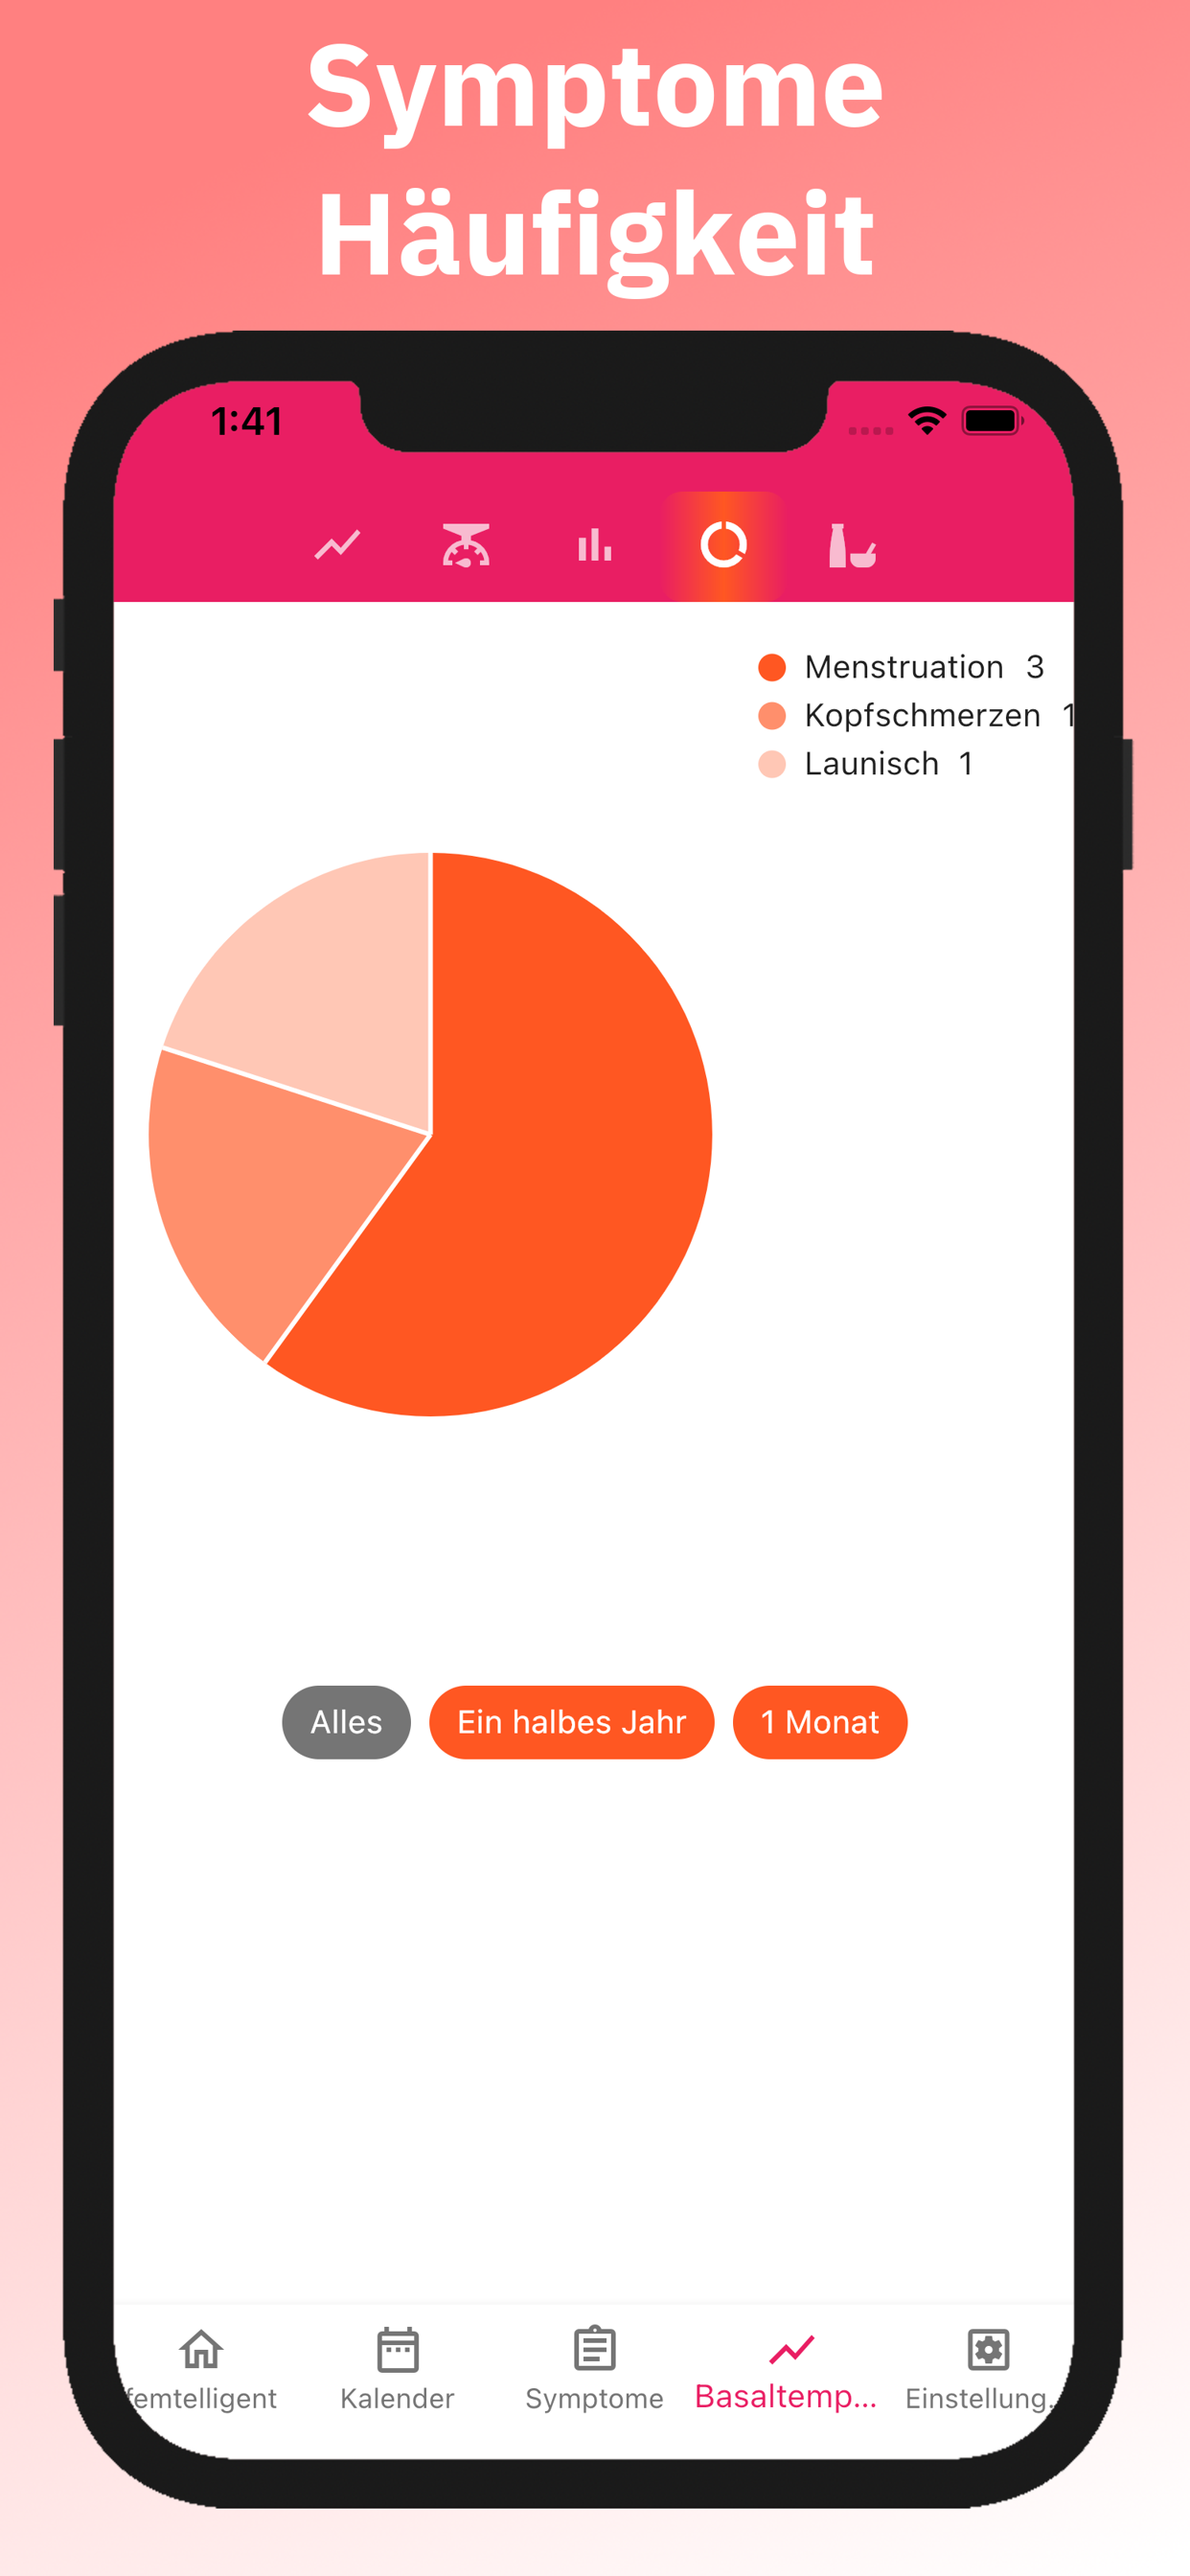 Symptome
Häufigkeit
1:41
Menstruation 3
Kopfschmerzen 1
Launisch 1
Alles Ein halbes Jahr 1 Monat
femtelligent Kalender Symptome Basaltemp... Einstellung.